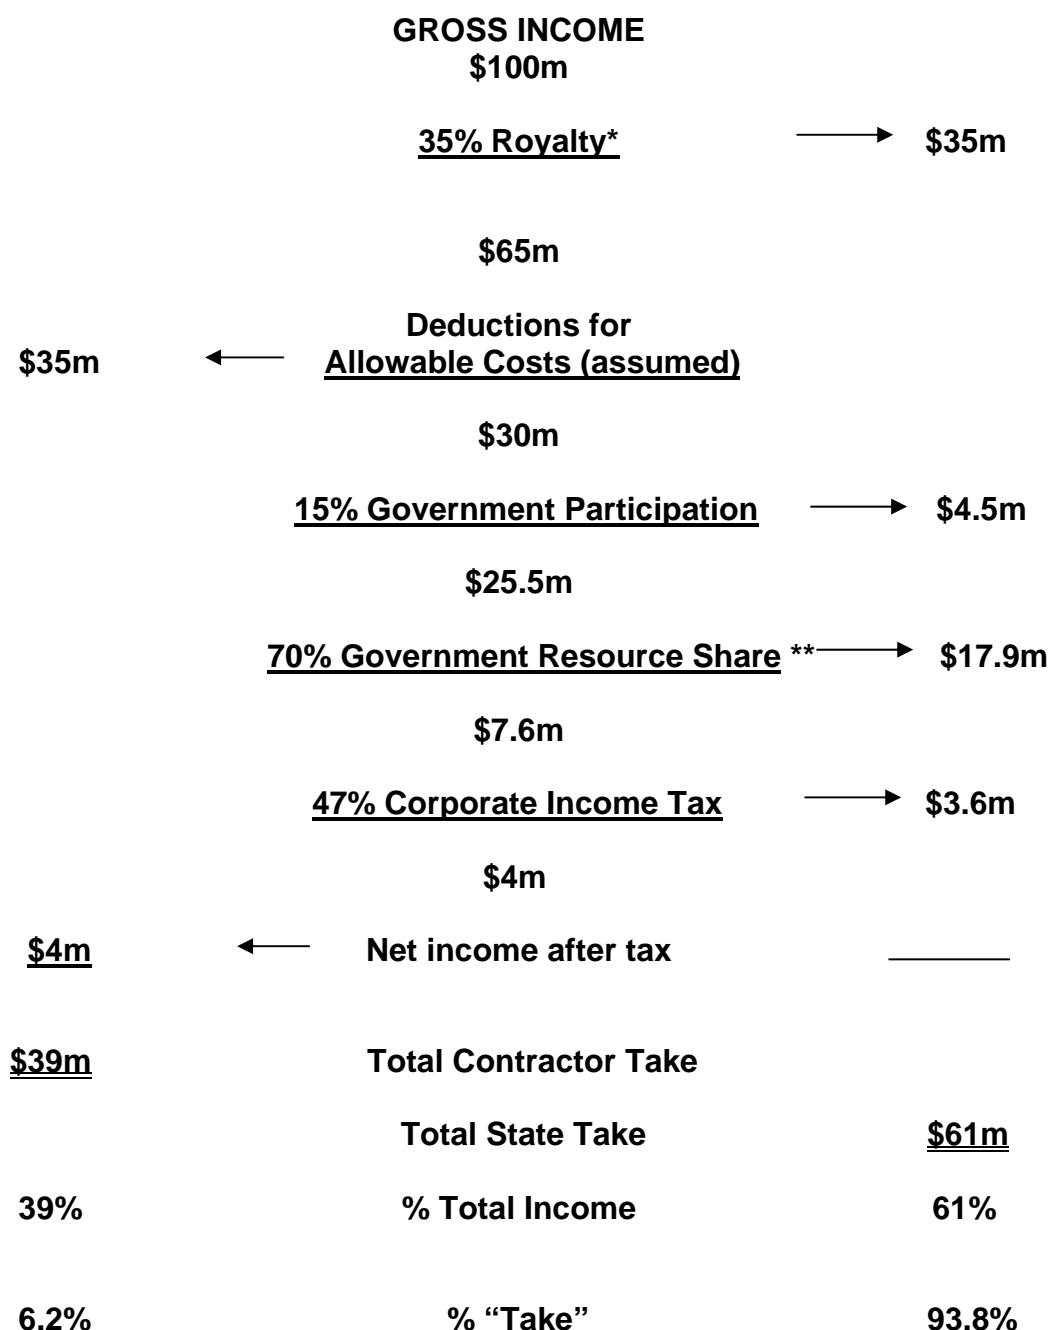 GROSS INCOME
$100m
35% Royalty* $35m
$65m
Deductions for
$35m Allowable Costs (assumed)
$30m
15% Government Participation $4.5m
$25.5m
70% Government Resource Share ** $17.9m
$7.6m
47% Corporate Income Tax $3.6m
$4m
$4m Net income after tax
$39m Total Contractor Take
Total State Take $61m
39% % Total Income 61%
6.2% % “Take” 93.8%